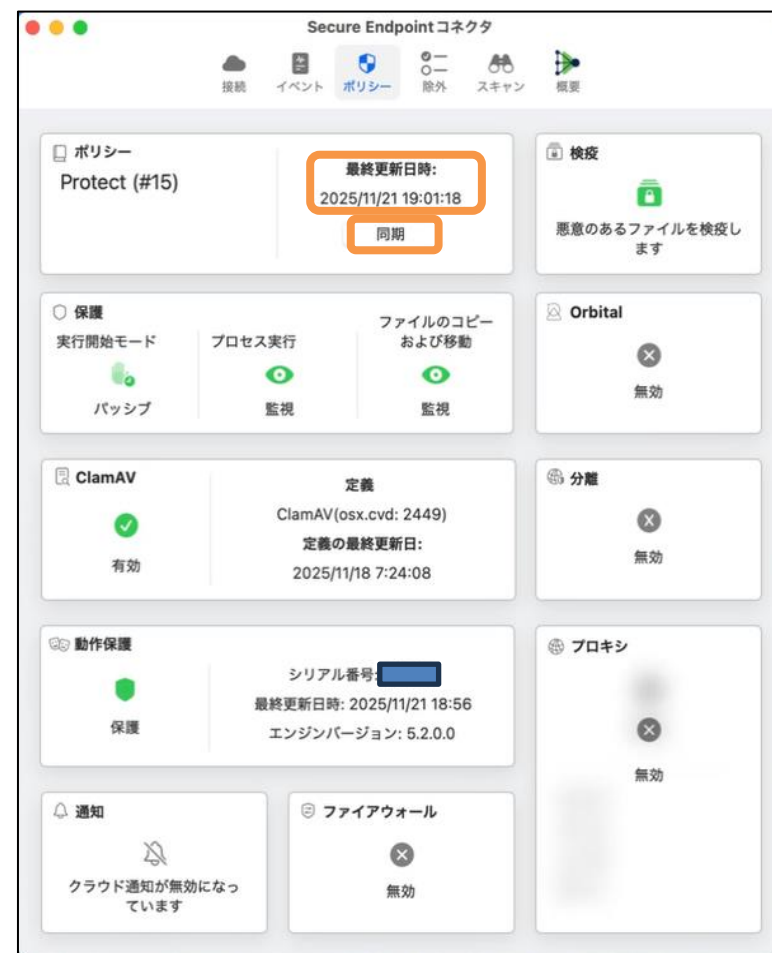 Secure Endpointコネクタ
接続
イベント
ポリシー
除外
スキャン
概要
ポリシー
Protect (#15)
最終更新日時:
2025/11/21 19:01:18
同期
検疫
悪意のあるファイルを検疫し
ます
保護
実行開始モード
パッシブ
プロセス実行
監視
ファイルのコピー
および移動
監視
Orbital
無効
ClamAV
有効
定義
ClamAV(osx.cvd: 2449)
定義の最終更新日:
2025/11/18 7:24:08
分離
無効
動作保護
保護
シリアル番号:
最終更新日時: 2025/11/21 18:56
エンジンバージョン: 5.2.0.0
プロキシ
無効
通知
クラウド通知が無効になっ
ています
ファイアウォール
無効